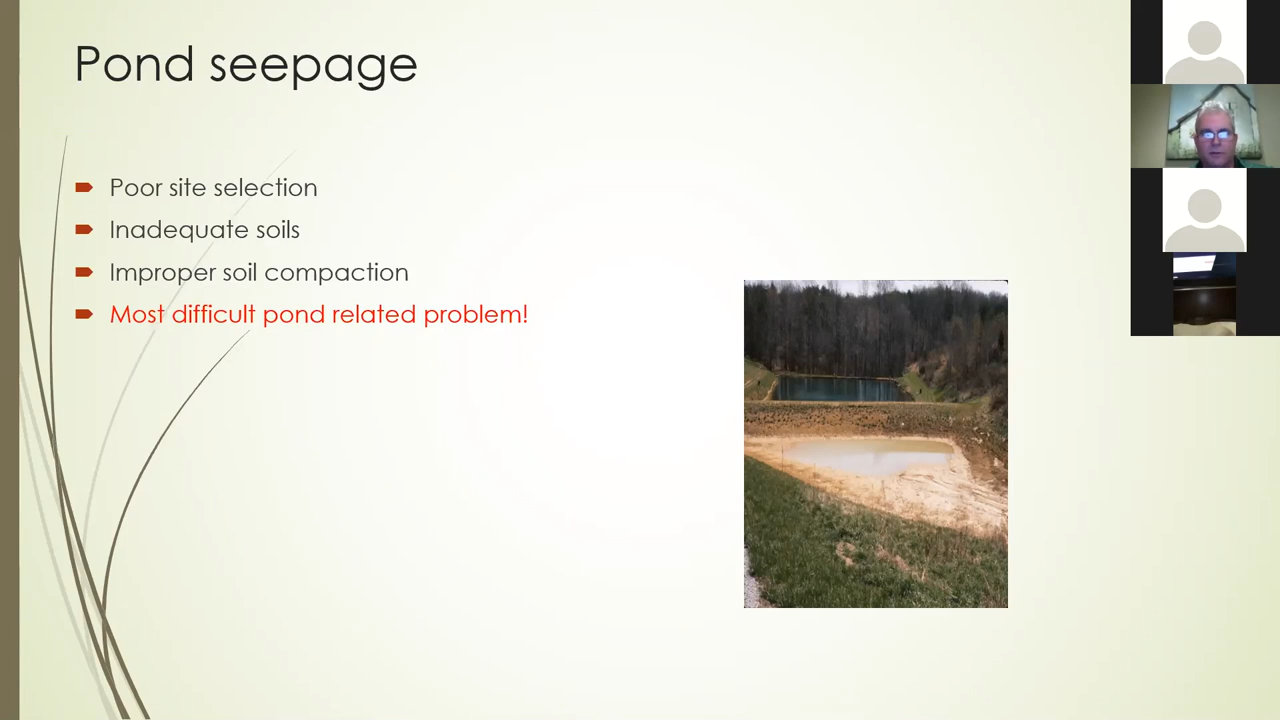 Pond seepage
Poor site selection
Inadequate soils
Improper soil compaction
Most difficult pond related problem!